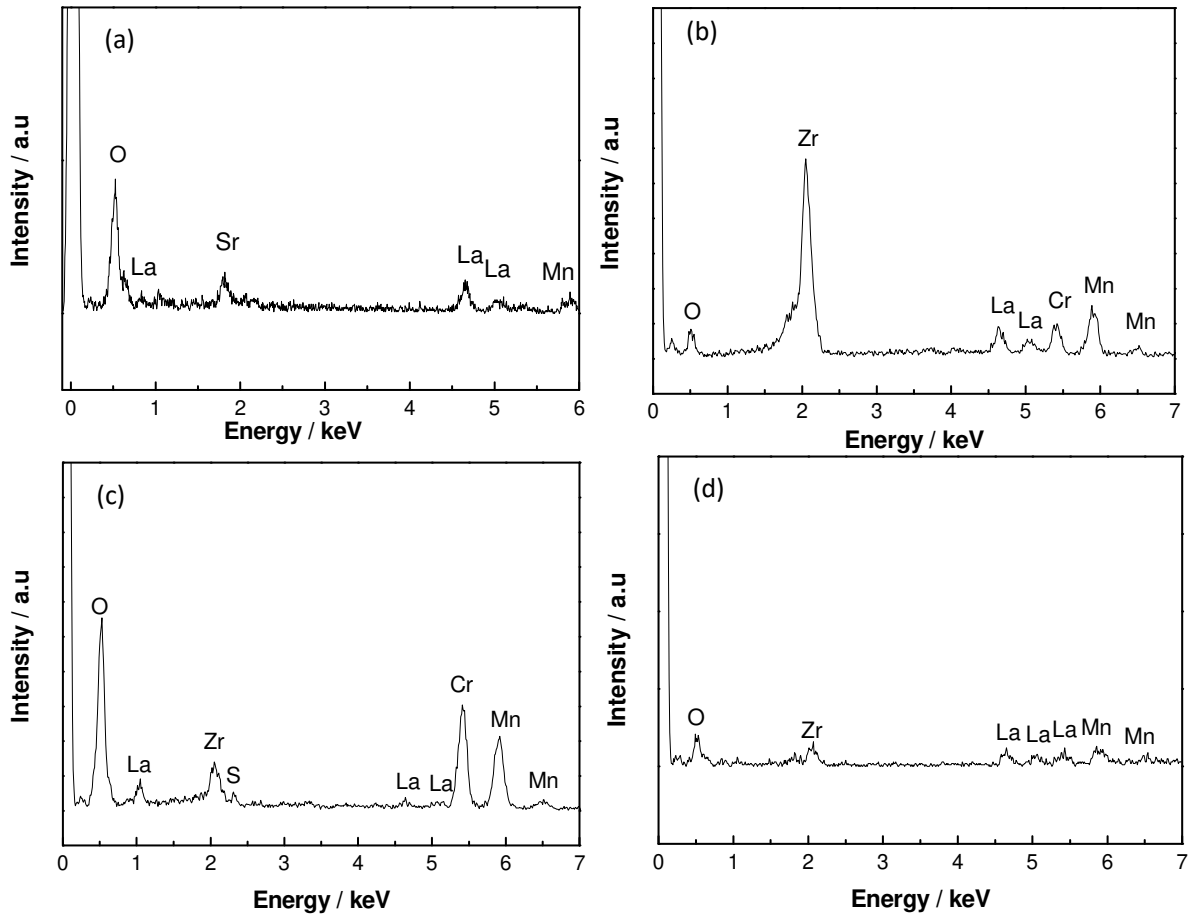 (a)
Intensity / a.u
O
La
Sr
La
La
Mn
0 1 2 3 4 5 6
Energy / keV
(b)
Intensity / a.u
O
Zr
La
La
Cr
Mn
Mn
0 1 2 3 4 5 6 7
Energy / keV
(c)
Intensity / a.u
O
La
Zr
S
La
La
Cr
Mn
Mn
0 1 2 3 4 5 6 7
Energy / keV
(d)
Intensity / a.u
O
Zr
La
La
La
Mn
Mn
0 1 2 3 4 5 6 7
Energy / keV